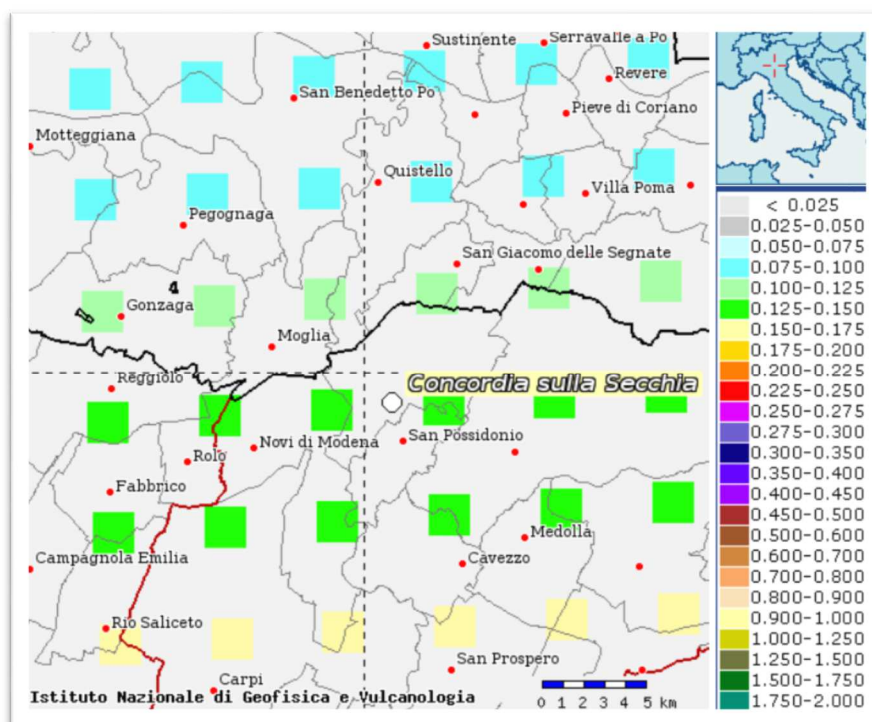 Sustinente
Serravalle a Po
Revere
San Benedetto Po
Pieve di Coriano
Motteggiana
Quistello
Villa Poma
Pegognaga
San Giacomo delle Segnate
4
Gonzaga
Moglia
Reggiolo
Concordia sulla Secchia
Novi di Modena
San Possidonio
Rolo
Fabbrico
Medolla
Campagnola Emilia
Cavezzo
Rio Saliceto
San Prospero
Carpi
Istituto Nazionale di Geofisica e Vulcanologia
0 1 2 3 4 5 km
< 0.025
0.025-0.050
0.050-0.075
0.075-0.100
0.100-0.125
0.125-0.150
0.150-0.175
0.175-0.200
0.200-0.225
0.225-0.250
0.250-0.275
0.275-0.300
0.300-0.350
0.350-0.400
0.400-0.450
0.450-0.500
0.500-0.600
0.600-0.700
0.700-0.800
0.800-0.900
0.900-1.000
1.000-1.250
1.250-1.500
1.500-1.750
1.750-2.000